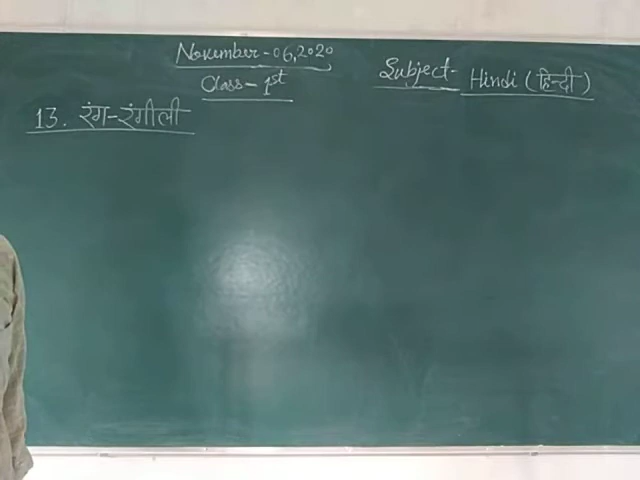 November-06,2020
Class-1st
Subject- Hindi (हिन्दी)
13. रंग-रंगीली